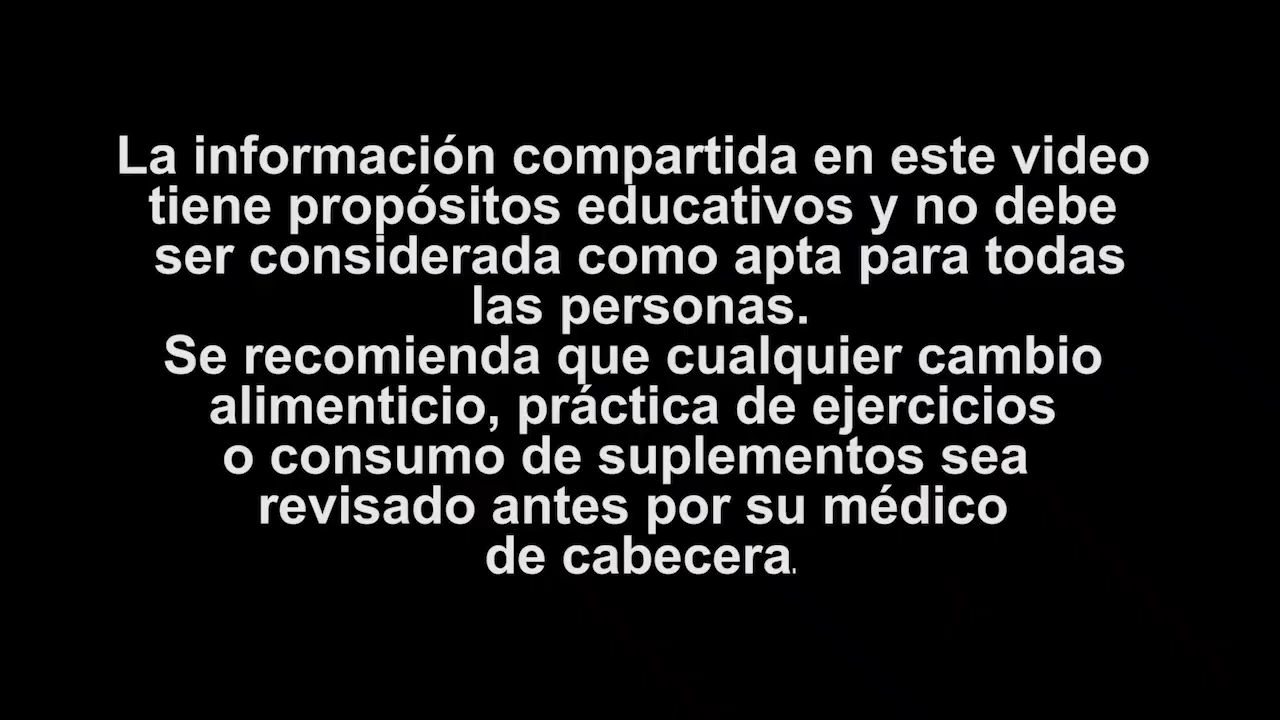 La información compartida en este video
tiene propósitos educativos y no debe
ser considerada como apta para todas
las personas.
Se recomienda que cualquier cambio
alimenticio, práctica de ejercicios
o consumo de suplementos sea
revisado antes por su médico
de cabecera.